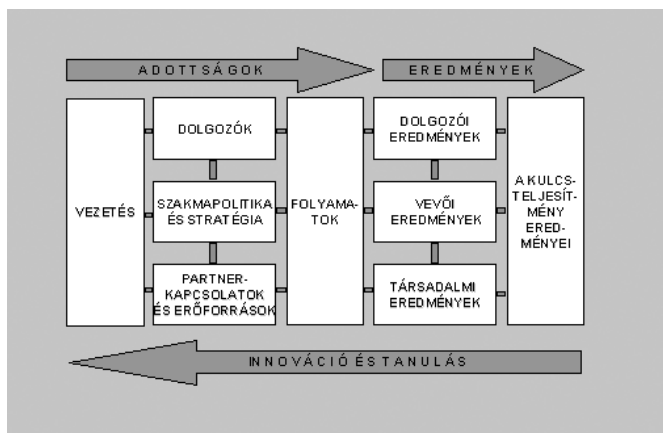 ADOTTSÁGOK
EREDMÉNYEK
VEZETÉS
DOLGOZÓK
SZAKMAPOLITIKA
ÉS STRATÉGIA
PARTNER-
KAPCSOLATOK
ÉS ERŐFORRÁSOK
FOLYAMA-
TOK
DOLGOZÓI
EREDMÉNYEK
VEVŐI
EREDMÉNYEK
TÁRSADALMI
EREDMÉNYEK
A KULCS-
TELJESÍT-
MÉNY
ERED-
MÉNYEI
INNOVÁCIÓ ÉS TANULÁS